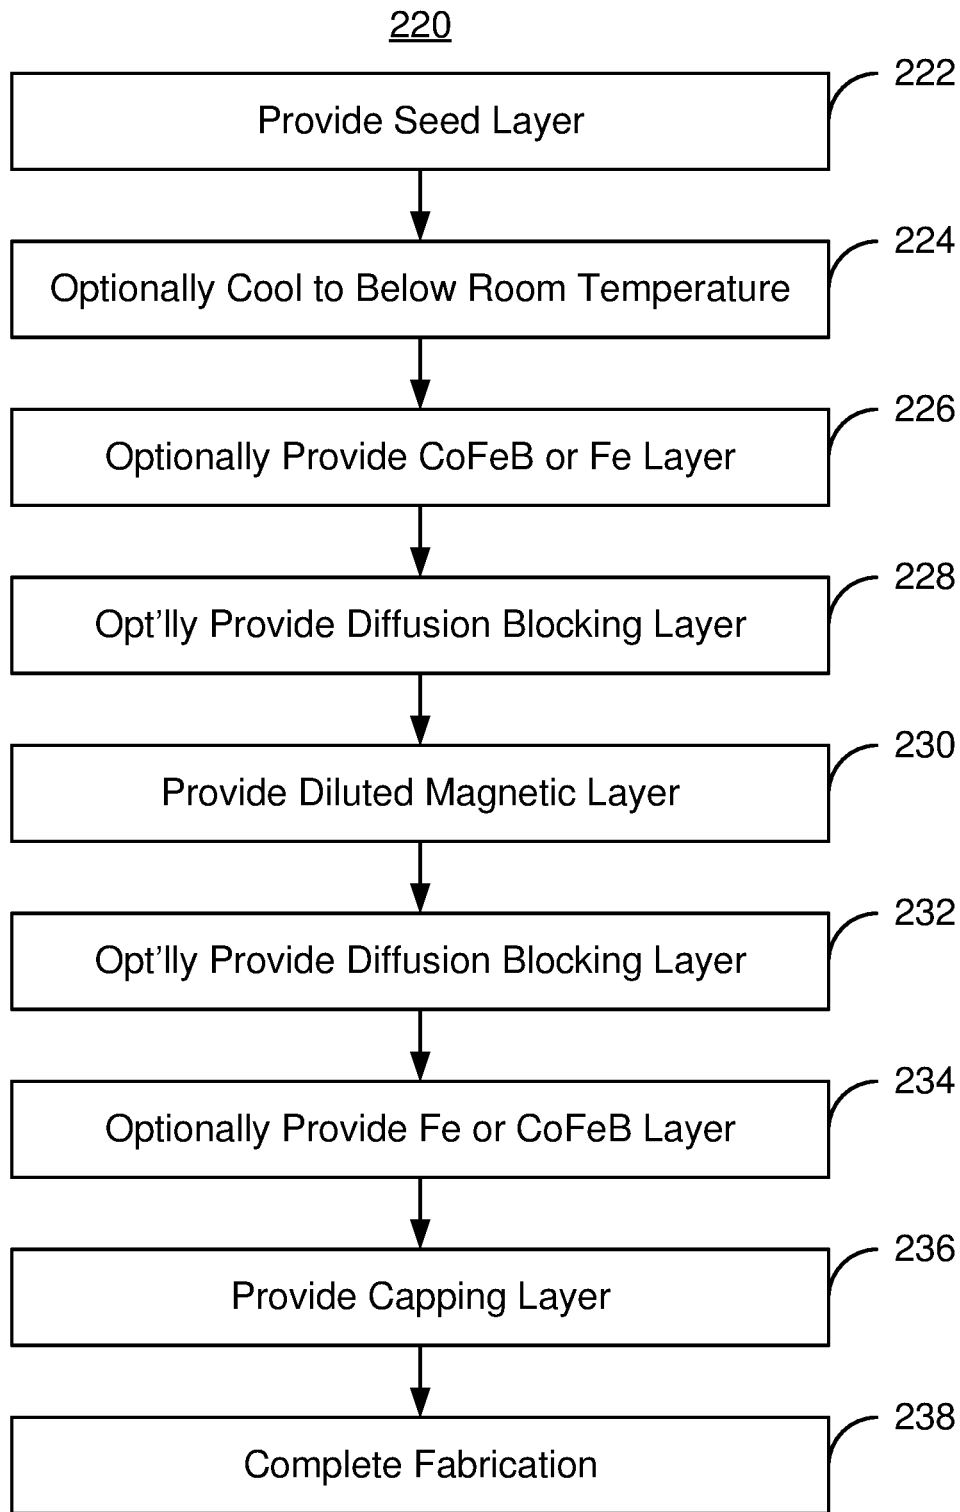 220
Provide Seed Layer
222
Optionally Cool to Below Room Temperature
224
Optionally Provide CoFeB or Fe Layer
226
Opt'lly Provide Diffusion Blocking Layer
228
Provide Diluted Magnetic Layer
230
Opt'lly Provide Diffusion Blocking Layer
232
Optionally Provide Fe or CoFeB Layer
234
Provide Capping Layer
236
Complete Fabrication
238